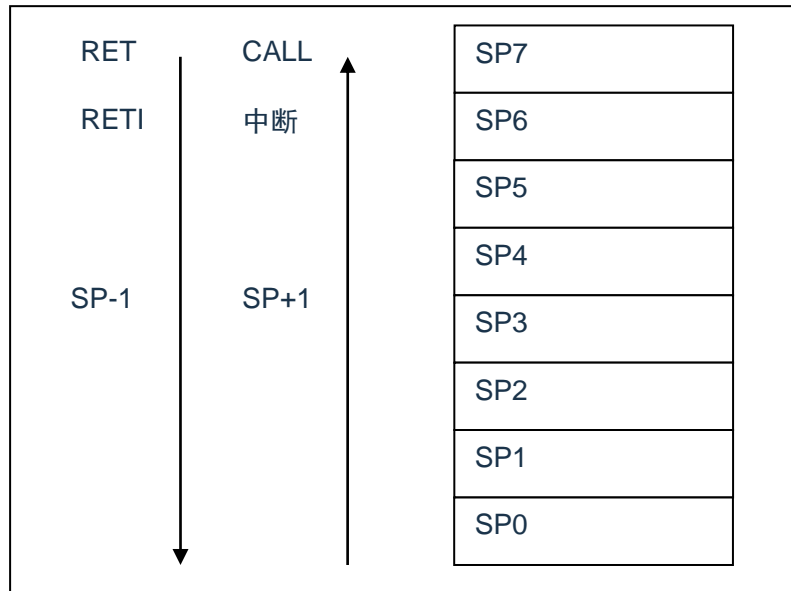 RET CALL SP7
RETI 中断 SP6
SP5
SP4
SP-1 SP+1
SP3
SP2
SP1
SP0